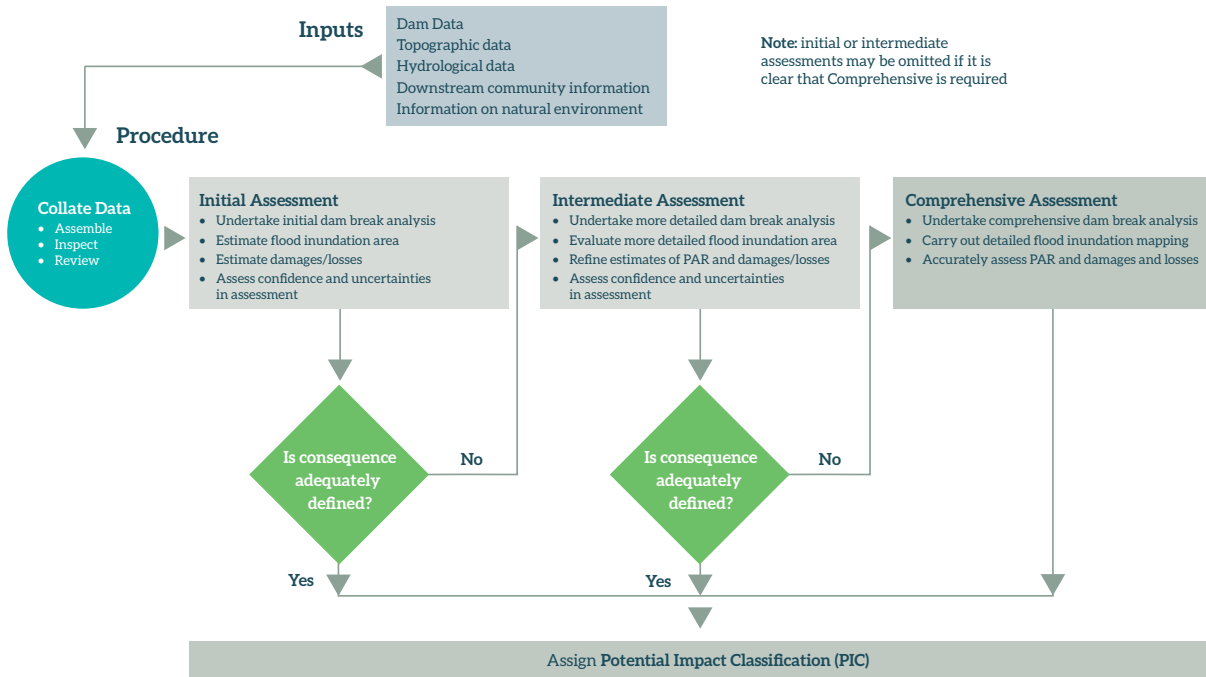 Inputs
Dam Data
Topographic data
Hydrological data
Downstream community information
Information on natural environment
Note: initial or intermediate
assessments may be omitted if it is
clear that Comprehensive is required
Procedure
Collate Data
• Assemble
• Inspect
• Review
Initial Assessment
• Undertake initial dam break analysis
• Estimate flood inundation area
• Estimate damages/losses
• Assess confidence and uncertainties
in assessment
Intermediate Assessment
• Undertake more detailed dam break analysis
• Evaluate more detailed flood inundation area
• Refine estimates of PAR and damages/losses
• Assess confidence and uncertainties
in assessment
Comprehensive Assessment
• Undertake comprehensive dam break analysis
• Carry out detailed flood inundation mapping
• Accurately assess PAR and damages and losses
Is consequence
adequately
defined?
No
Yes
Is consequence
adequately
defined?
No
Yes
Assign Potential Impact Classification (PIC)